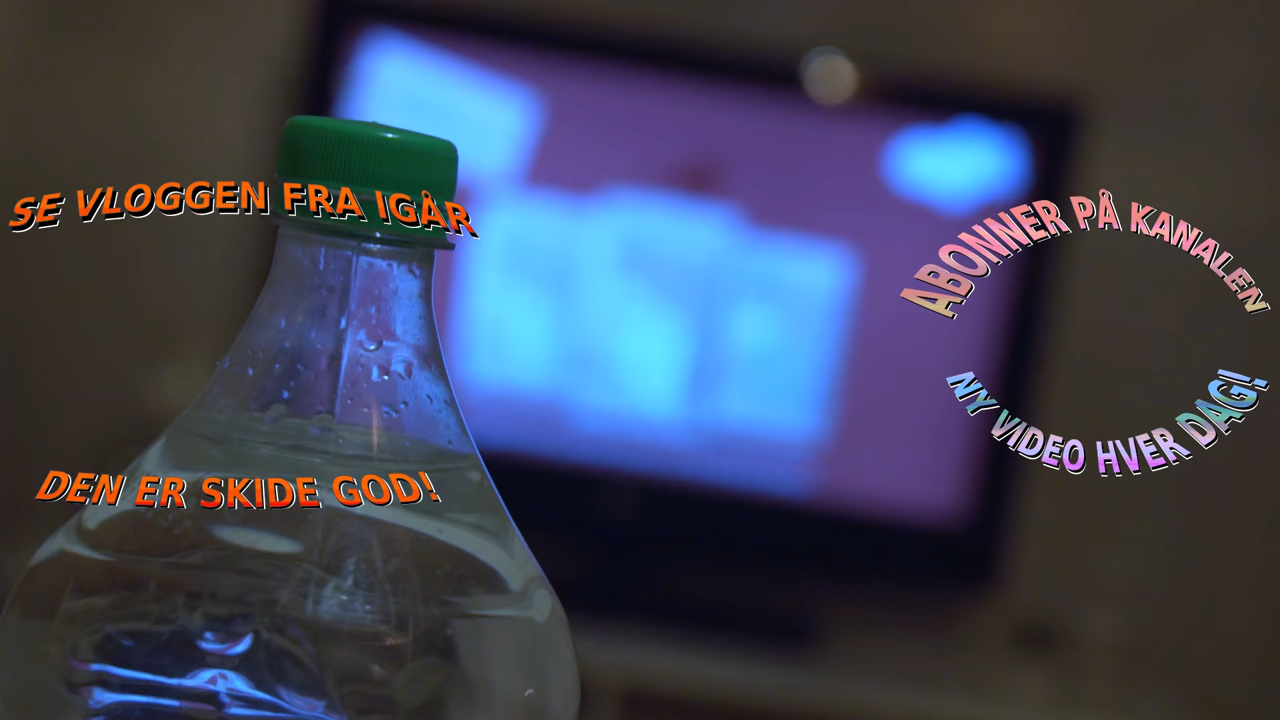 SE VLOGGEN FRA IGÅR
DEN ER SKIDE GOD!
ABONNER PÅ KANALEN
NY VIDEO HVER DAG!